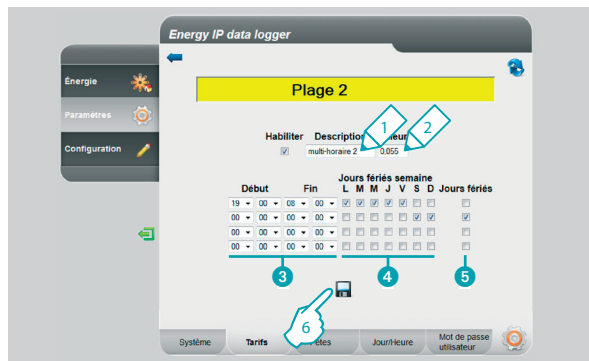 Energy IP data logger
Énergie
Paramètres
Configuration
Plage 2
Habiliter Description
multi-horaire 2 0,055
1 2
Jours fériés semaine
Début Fin L M M J V S D Jours fériés
19 00 08 00
00 00 00 00
00 00 00 00
00 00 00 00
3 4 5
6
Système Tarifs Jour/Heure Mot de passe
utilisateur